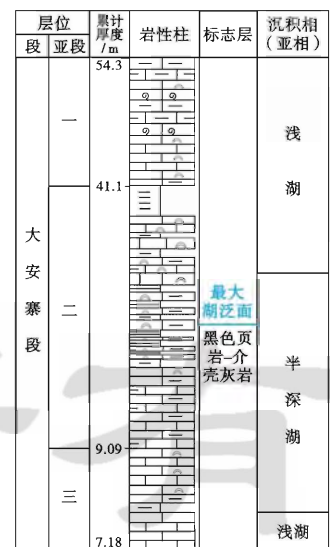 层位
段
亚段
累计
厚度
/m
岩性柱
标志层
沉积相
（亚相）
54.3
一
浅
湖
41.1
大
安
寨
段
二
最大
湖泛面
黑色页
岩–介
壳灰岩
半
深
湖
9.09
三
7.18
浅湖